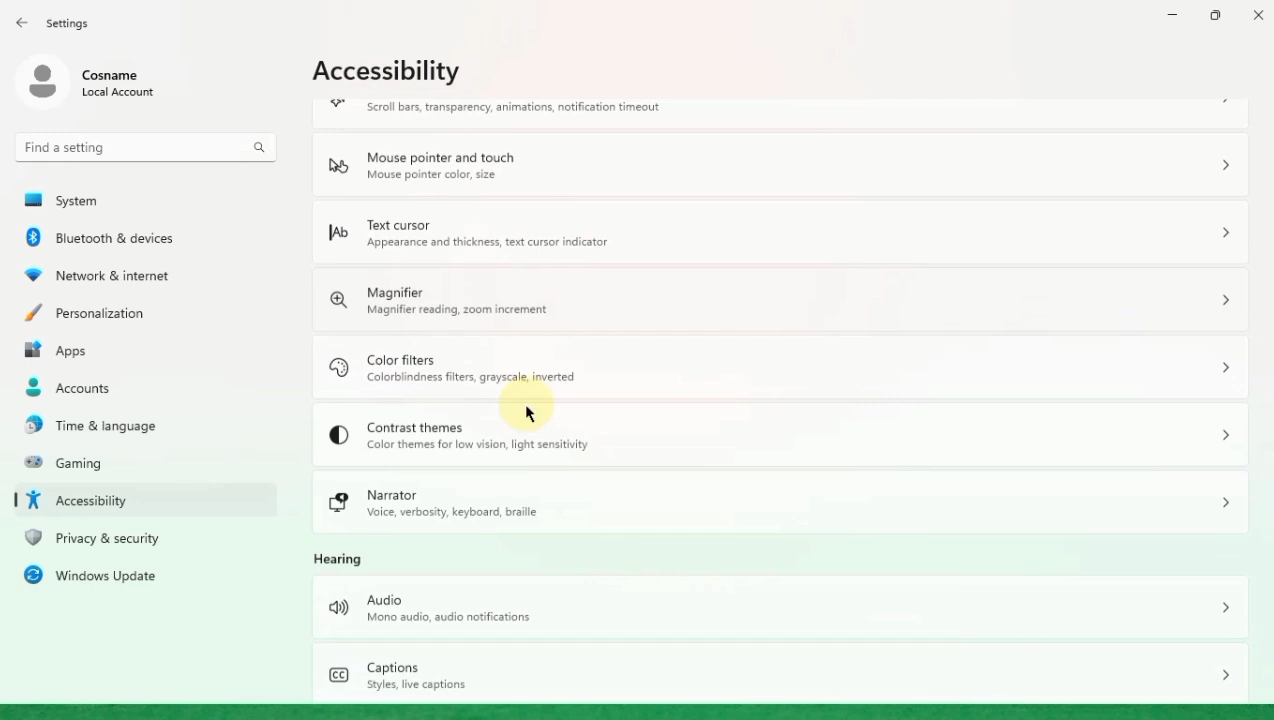 Settings
Cosname
Local Account
Find a setting
System
Bluetooth & devices
Network & internet
Personalization
Apps
Accounts
Time & language
Gaming
Accessibility
Privacy & security
Windows Update
Accessibility
Scroll bars, transparency, animations, notification timeout
Mouse pointer and touch
Mouse pointer color, size
Ab
Text cursor
Appearance and thickness, text cursor indicator
Magnifier
Magnifier reading, zoom increment
Color filters
Colorblindness filters, grayscale, inverted
Contrast themes
Color themes for low vision, light sensitivity
Narrator
Voice, verbosity, keyboard, braille
Hearing
Audio
Mono audio, audio notifications
CC
Captions
Styles, live captions